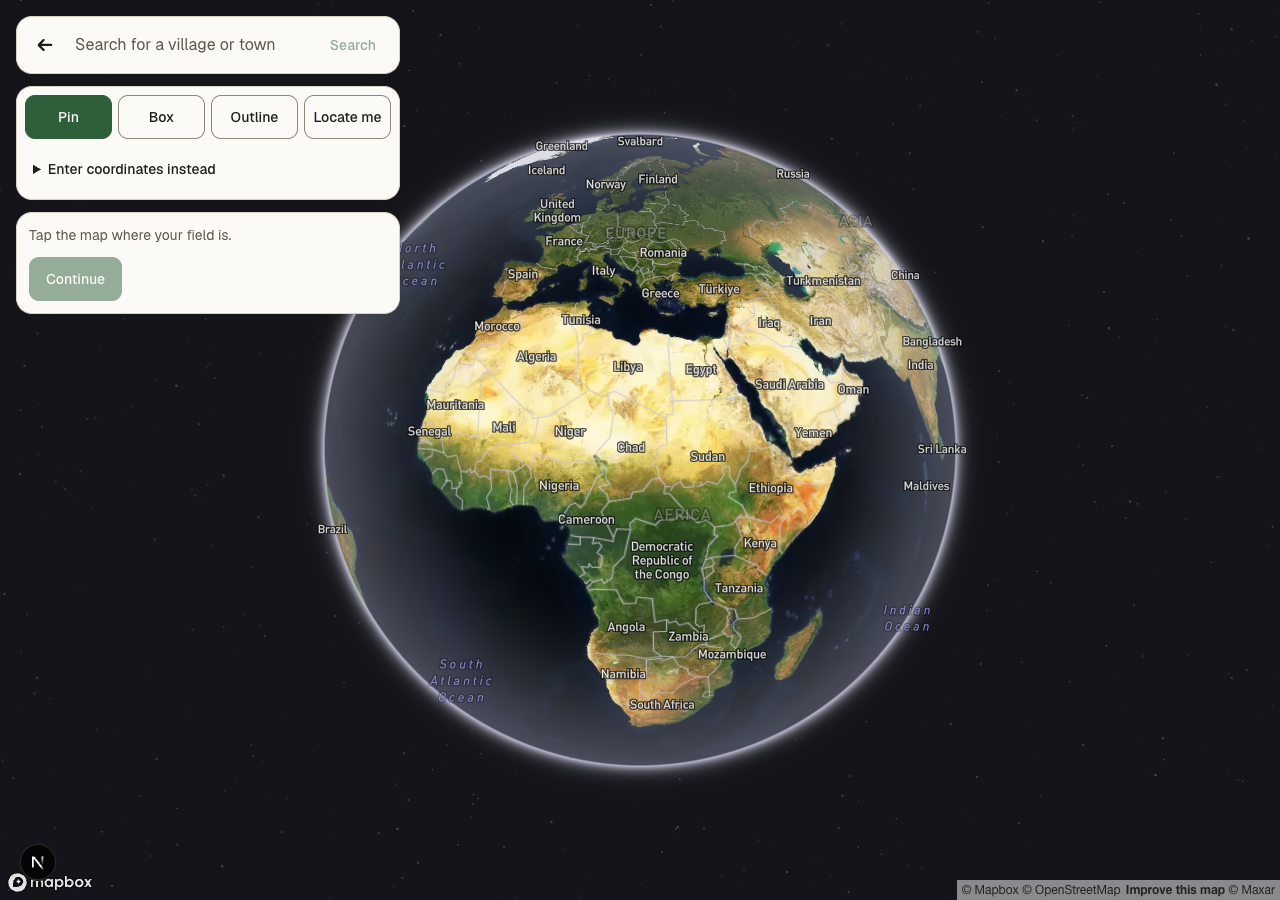 Search for a village or town
Search
Pin
Box
Outline
Locate me
Enter coordinates instead
Tap the map where your field is.
Continue
Greenland
Svalbard
Iceland
Norway
Finland
Russia
United
Kingdom
ASIA
EUROPE
France
Romania
orth
lantic
cean
Spain
Italy
Greece
Türkiye
Turkmenistan
China
Morocco
Tunisia
Iraq
Iran
Bangladesh
Algeria
Libya
Egypt
India
Saudi Arabia
Oman
Mauritania
Senegal
Mali
Niger
Chad
Sudan
Yemen
Sri Lanka
Nigeria
Ethiopia
Maldives
Cameroon
AFRICA
Brazil
Democratic
Republic of
the Congo
Kenya
Tanzania
Indian
Ocean
Angola
Zambia
Mozambique
South
Atlantic
Ocean
Namibia
South Africa
N
mapbox
© Mapbox © OpenStreetMap Improve this map © Maxar